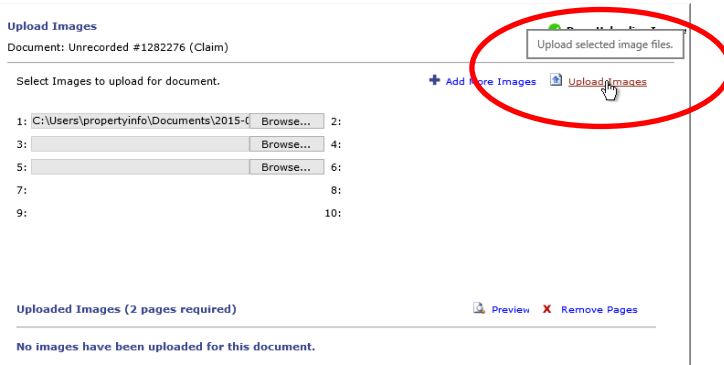 Upload Images
Document: Unrecorded #1282276 (Claim)
Upload selected image files.
Select Images to upload for document.
Add More Images
Upload Images
1: C:\Users\propertyinfo\Documents\2015-0 Browse... 2:
3: Browse... 4:
5: Browse... 6:
7: 8:
9: 10:
Uploaded Images (2 pages required)
Preview X Remove Pages
No images have been uploaded for this document.